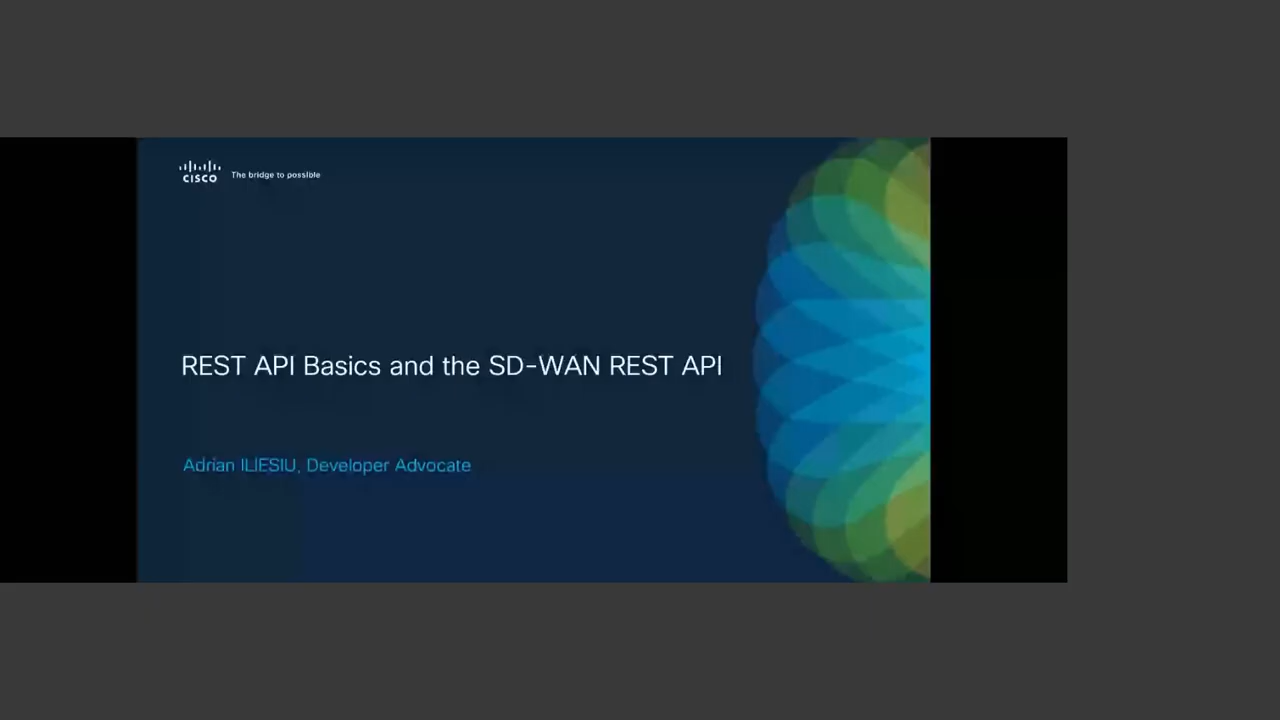 CISCO
The bridge to possible
REST API Basics and the SD-WAN REST API
Adrian ILIESIU, Developer Advocate